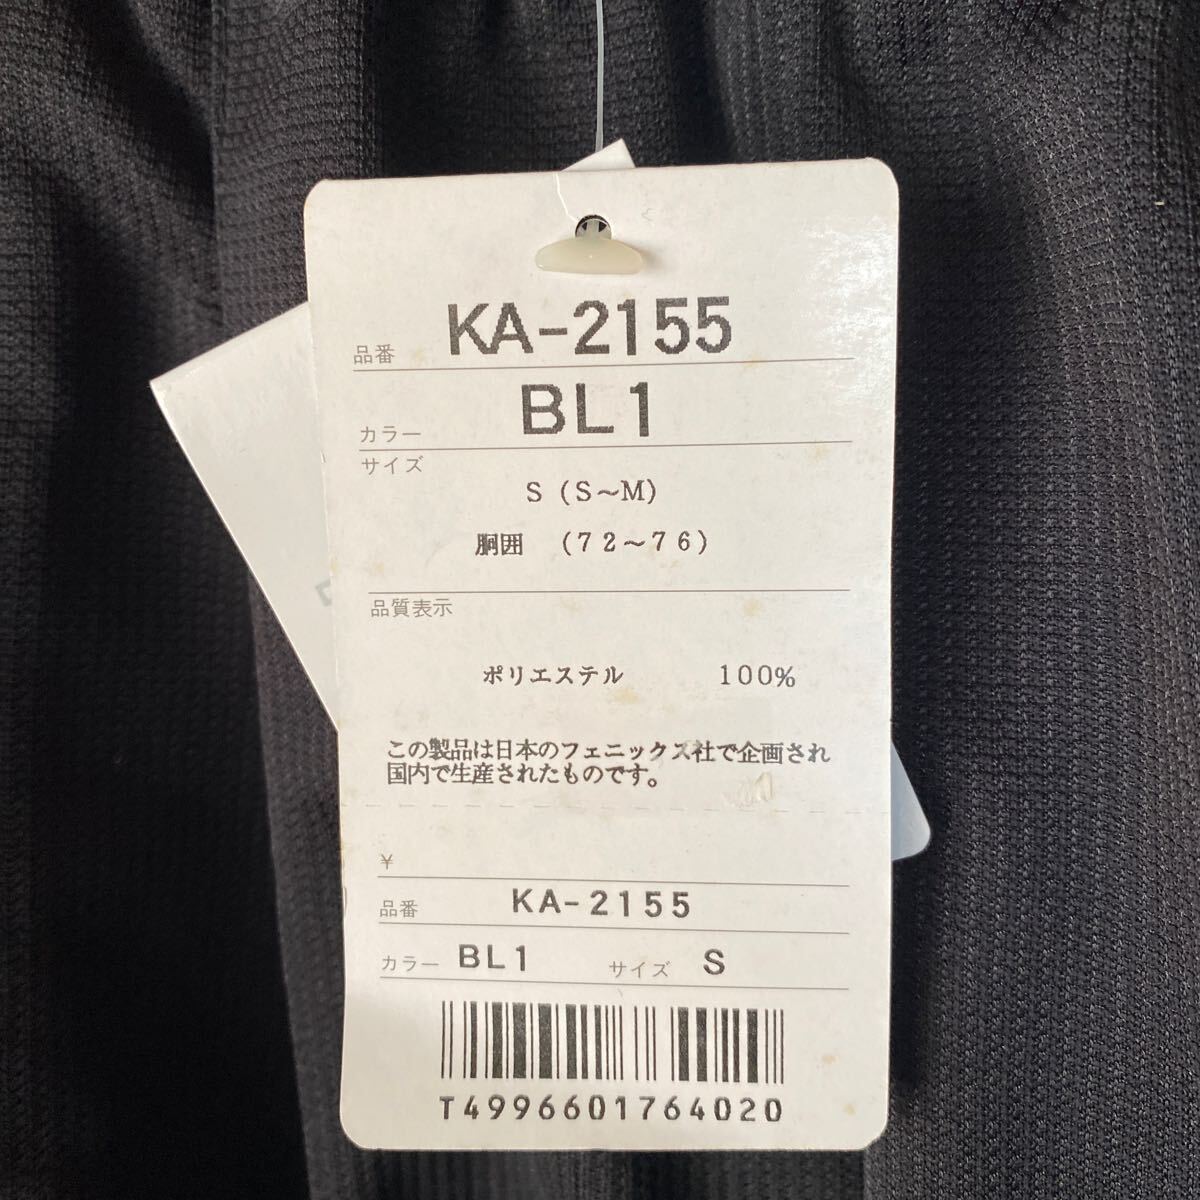 品番 KA-2155
カラー BL1
サイズ
S (S〜M)
胴囲 (72〜76)
品質表示
ポリエステル 100%
この製品は日本のフェニックス社で企画され
国内で生産されたものです。
¥
品番 KA-2155
カラー BL1 サイズ S
T4996601764020